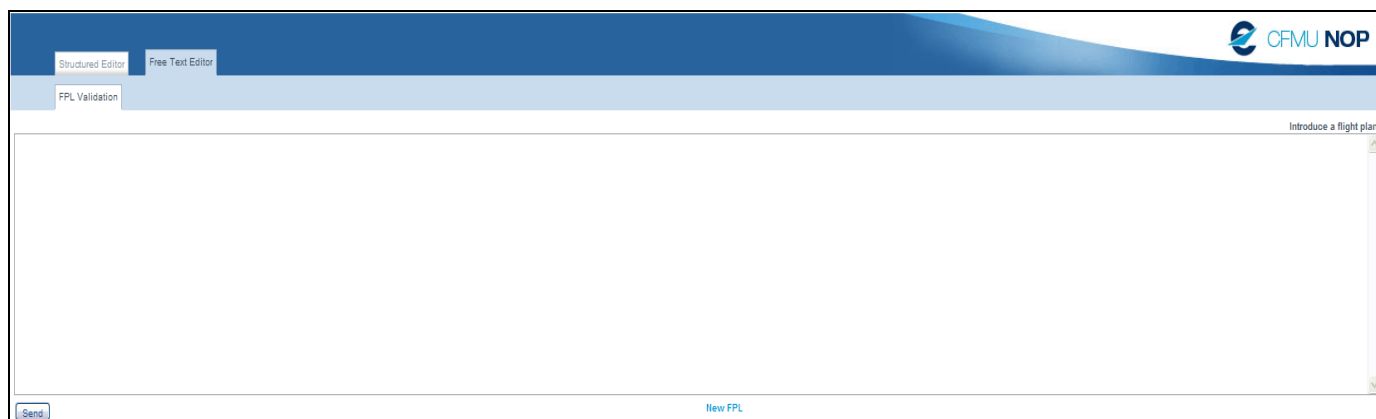 CFMU NOP
Structured Editor
Free Text Editor
FPL Validation
Introduce a flight plan
Send
New FPL